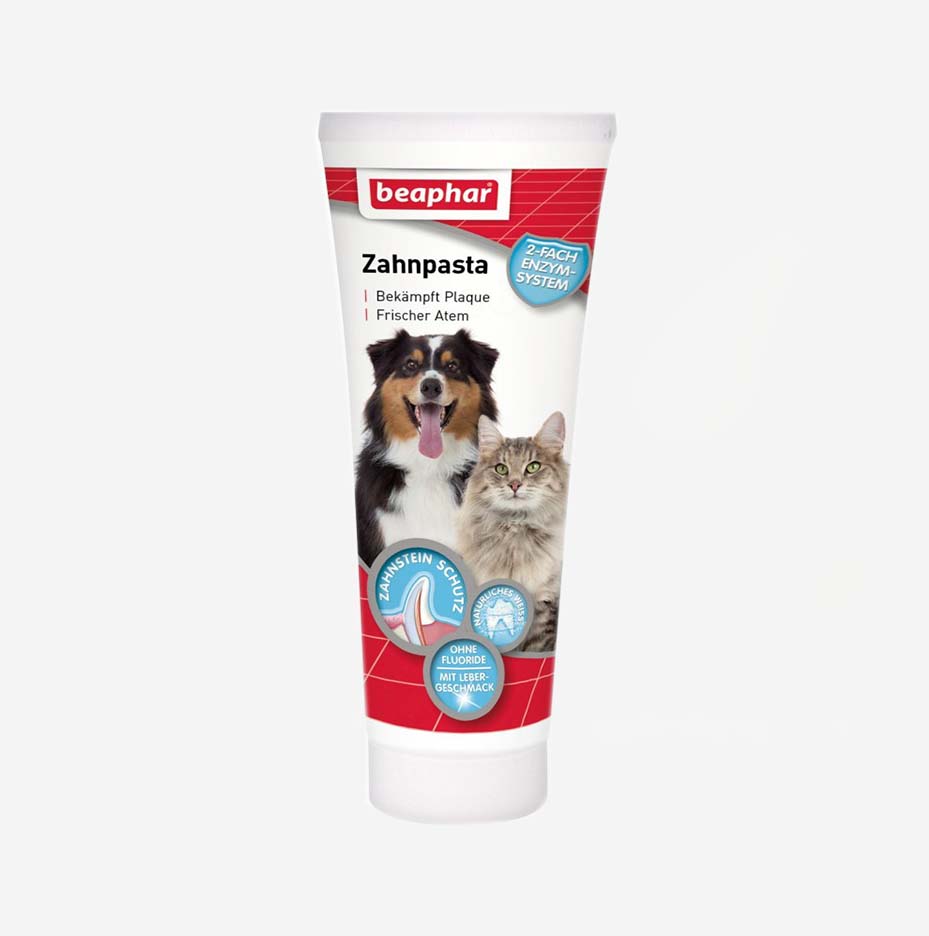 beaphar®
Zahnpasta
2-FACH
ENZYM-
SYSTEM
Bekämpft Plaque
Frischer Atem
ZAHNSTEIN SCHUTZ
NATÜRLICHES WEISS
OHNE
FLUORIDE
MIT LEBER-
GESCHMACK